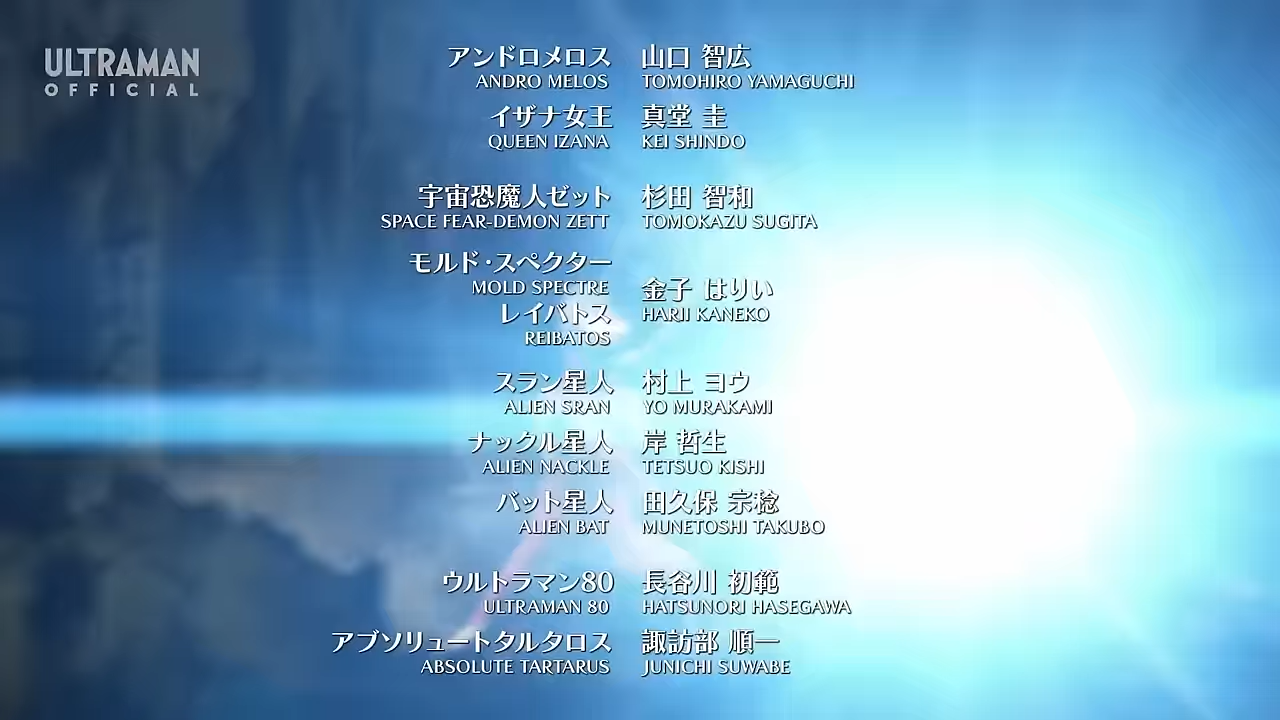 ULTRAMAN
OFFICIAL
アンドロメロス 山口 智広
ANDRO MELOS TOMOHIRO YAMAGUCHI
イザナ女王 真堂 圭
QUEEN IZANA KEI SHINDO
宇宙恐魔人ゼット 杉田 智和
SPACE FEAR-DEMON ZETT TOMOKAZU SUGITA
モルド・スペクター
MOLD SPECTRE
金子 はりい
レイバトス
HARII KANEKO
REIBATOS
スラン星人 村上 ヨウ
ALIEN SRAN YO MURAKAMI
ナックル星人 岸 哲生
ALIEN NACKLE TETSUO KISHI
バット星人 田久保 宗稔
ALIEN BAT MUNETOSHI TAKUBO
ウルトラマン80 長谷川 初範
ULTRAMAN 80 HATSUNORI HASEGAWA
アブソリュートタルタロス 諏訪部 順一
ABSOLUTE TARTARUS JUNICHI SUWABE